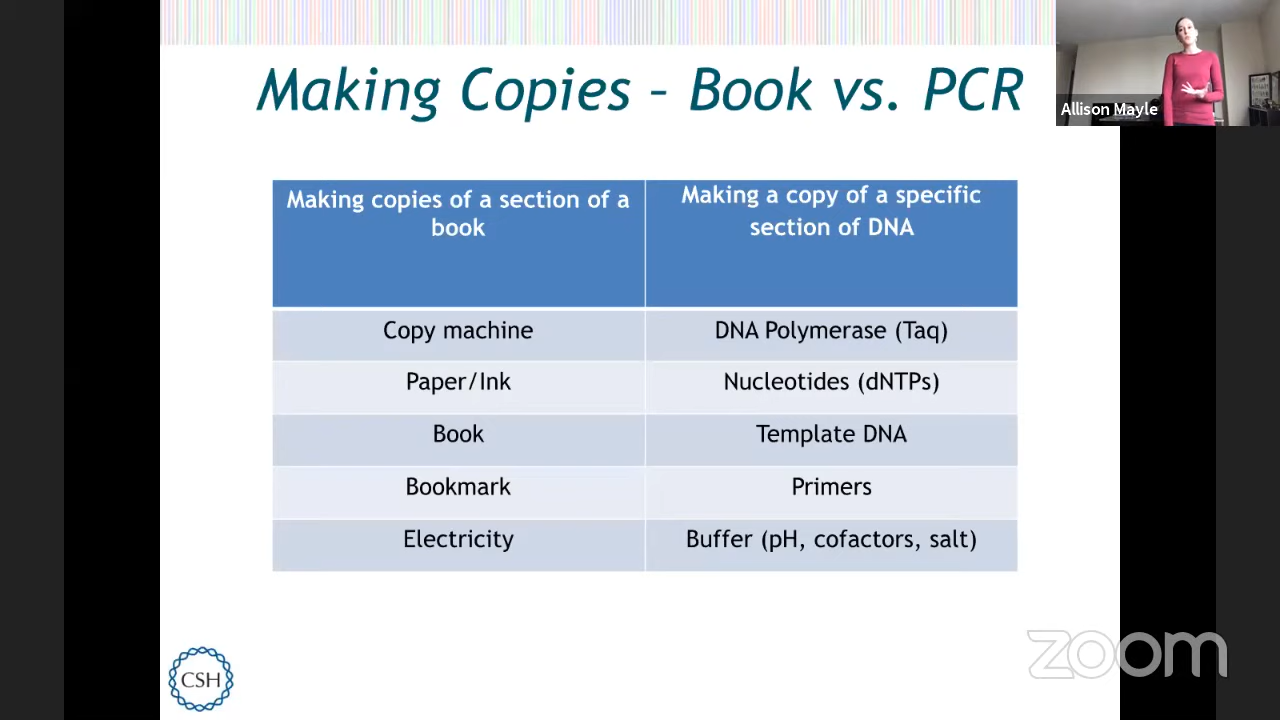 Making Copies – Book vs. PCR
Allison Mayle
Making copies of a section of a
book
Making a copy of a specific
section of DNA
Copy machine
DNA Polymerase (Taq)
Paper/Ink
Nucleotides (dNTPs)
Book
Template DNA
Bookmark
Primers
Electricity
Buffer (pH, cofactors, salt)
CSH
zoom